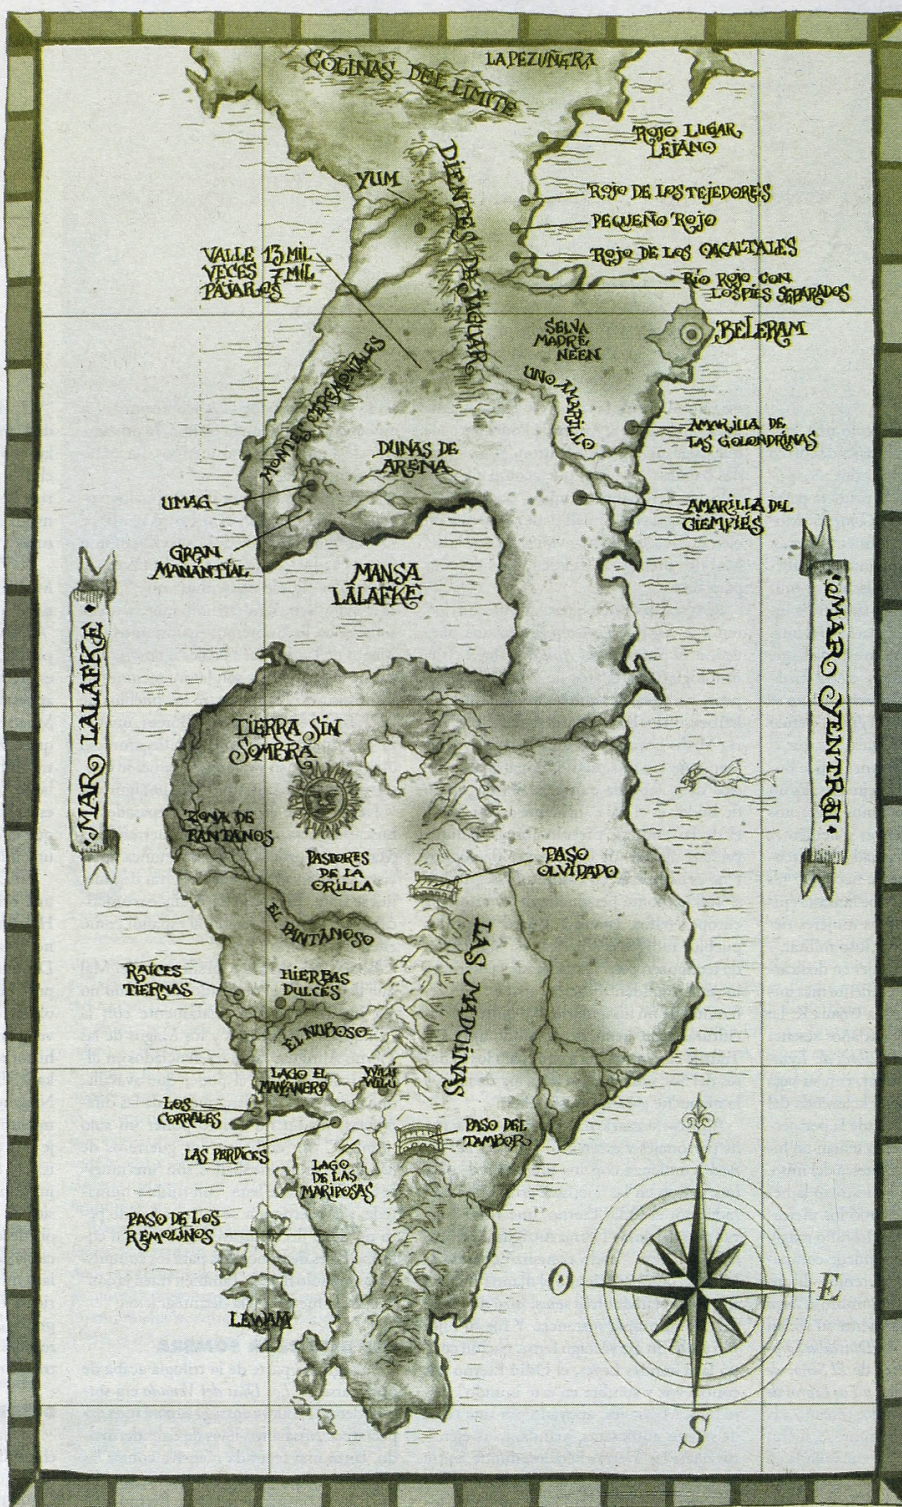 COLINAS DEL LÍMITE
LA PEZUÑERA
ROJO LUGAR
LEJANO
DIENTES DE JAGUAR
YUM
ROJO DE LOS TEJEDORES
PEQUEÑO ROJO
ROJO DE LOS OACALTALES
VALLE 13 MIL
VECES 7 MIL
PÁJAROS
RÍO ROJO CON
LOS PIES SEPARADOS
SELVA
MADRE
NEEN
BELERAM
MONTES CEREMONIALES
UNO AMARILLO
AMARILLA DE
LAS GOLONDRINAS
DUNAS DE
ARENA
UMAG
AMARILLA DEL
CIEMPIÉS
GRAN
MANANTIAL
MANSA
LALAFKE
MAR LALAFKE
MAR YENTRU
TIERRA SIN
SOMBRA
ZONA DE
PANTANOS
PASTORES
DE LA
ORILLA
PASO
OLVIDADO
EL PANTANOSO
LAS MADUINAS
RAÍCES
TIERNAS
HIERBAS
DULCES
EL NUBOSO
LAGO EL
MANZANERO
WILU
WILU
LOS
CORRALES
LAS PERDICES
PASO DEL
TAMBOR
LAGO
DE LAS
MARIPOSAS
PASO DE LOS
REMOLINOS
LEWAM
O
E
S